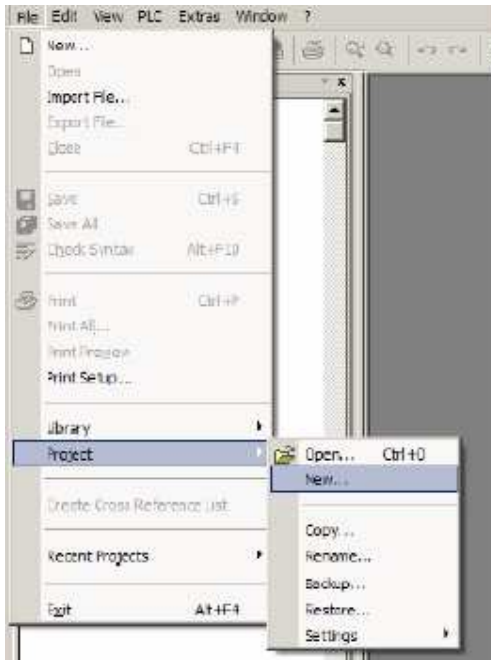 File Edit View PLC Extras Window ?
New...
Open
Import File...
Export File...
Close Ctrl+F4
Save Ctrl+S
Save All
Check Syntax Alt+F10
Print Ctrl+P
Print All...
Print Preview
Print Setup...
Library
Project
Open... Ctrl+O
New...
Create Cross Reference List
Copy...
Recent Projects
Rename...
Backup...
Exit Alt+F4
Restore...
Settings